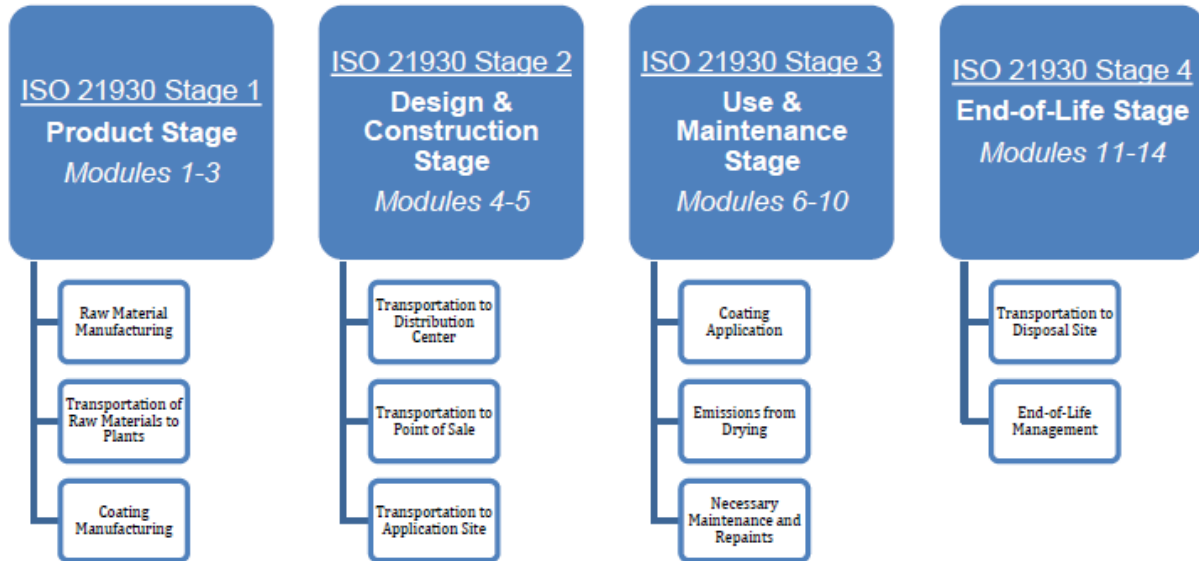 ISO 21930 Stage 1
Product Stage
Modules 1-3
Raw Material
Manufacturing
Transportation of
Raw Materials to
Plants
Coating
Manufacturing
ISO 21930 Stage 2
Design &
Construction
Stage
Modules 4-5
Transportation to
Distribution
Center
Transportation to
Point of Sale
Transportation to
Application Site
ISO 21930 Stage 3
Use &
Maintenance
Stage
Modules 6-10
Coating
Application
Emissions from
Drying
Necessary
Maintenance and
Repaints
ISO 21930 Stage 4
End-of-Life Stage
Modules 11-14
Transportation to
Disposal Site
End-of-Life
Management